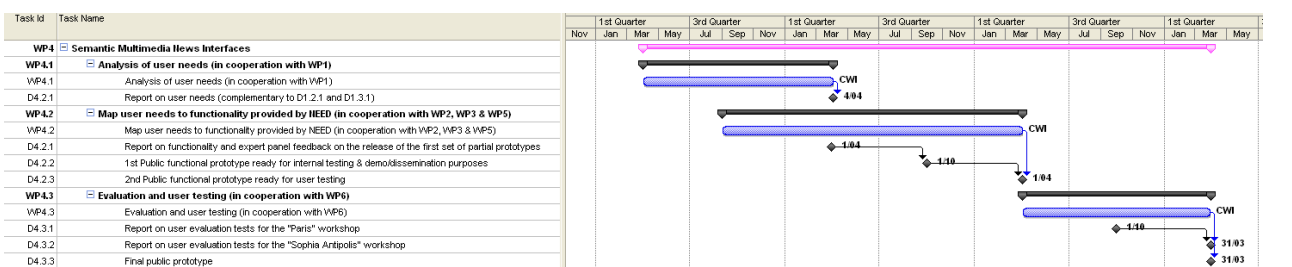 Task Id Task Name 1st Quarter 3rd Quarter 1st Quarter 3rd Quarter 1st Quarter 3rd Quarter 1st Quarter
Nov Jan Mar May Jul Sep Nov Jan Mar May Jul Sep Nov Jan Mar May Jul Sep Nov Jan Mar May
WP4 Semantic Multimedia News Interfaces
WP4.1 Analysis of user needs (in cooperation with WP1)
WP4.1 Analysis of user needs (in cooperation with WP1) CWI
D4.2.1 Report on user needs (complementary to D1.2.1 and D1.3.1) 4/04
WP4.2 Map user needs to functionality provided by NEED (in cooperation with WP2, WP3 & WP5)
WP4.2 Map user needs to functionality provided by NEED (in cooperation with WP2, WP3 & WP5) CWI
D4.2.1 Report on functionality and expert panel feedback on the release of the first set of partial prototypes 1/04
D4.2.2 1st Public functional prototype ready for internal testing & demo/dissemination purposes 1/10
D4.2.3 2nd Public functional prototype ready for user testing 1/04
WP4.3 Evaluation and user testing (in cooperation with WP6)
WP4.3 Evaluation and user testing (in cooperation with WP6) CWI
D4.3.1 Report on user evaluation tests for the "Paris" workshop 1/10
D4.3.2 Report on user evaluation tests for the "Sophia Antipolis" workshop 31/03
D4.3.3 Final public prototype 31/03